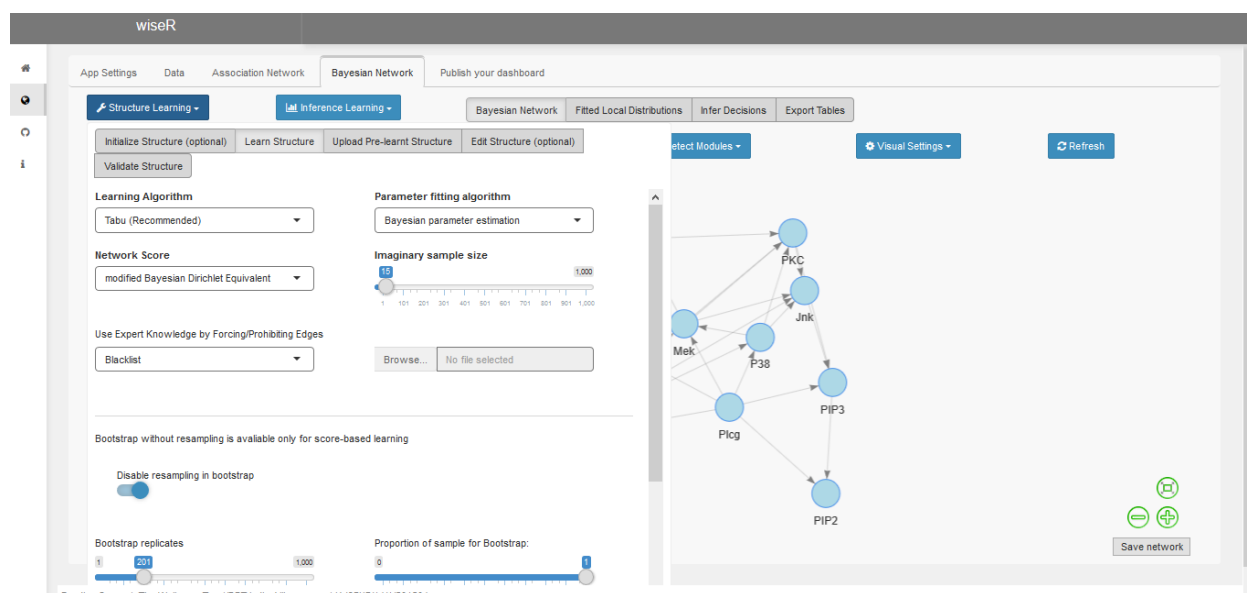 wiseR
App Settings Data Association Network Bayesian Network Publish your dashboard
Structure Learning Inference Learning Bayesian Network Fitted Local Distributions Infer Decisions Export Tables
Initialize Structure (optional) Learn Structure Upload Pre-learnt Structure Edit Structure (optional) etect Modules Visual Settings Refresh
Validate Structure
Learning Algorithm Parameter fitting algorithm
Tabu (Recommended) Bayesian parameter estimation
Network Score Imaginary sample size
modified Bayesian Dirichlet Equivalent 15 1,000
1 101 201 301 401 501 601 701 801 901 1,000
Use Expert Knowledge by Forcing/Prohibiting Edges
Blacklist Browse... No file selected
Bootstrap without resampling is avaliable only for score-based learning
Disable resampling in bootstrap
Bootstrap replicates Proportion of sample for Bootstrap:
1 201 1,000 0 1
PKC
Jnk
Mek
P38
PIP3
Plcg
PIP2
Save network